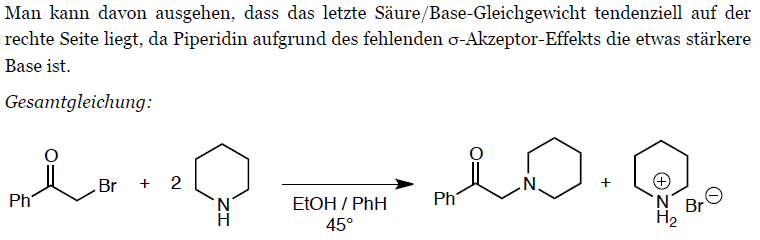 Man kann davon ausgehen, dass das letzte Säure/Base-Gleichgewicht tendenziell auf der
rechte Seite liegt, da Piperidin aufgrund des fehlenden σ-Akzeptor-Effekts die etwas stärkere
Base ist.
Gesamtgleichung:
O
Ph Br + 2 N H
EtOH / PhH
45°
O
Ph N + N H2 ⊕ Br ⊖